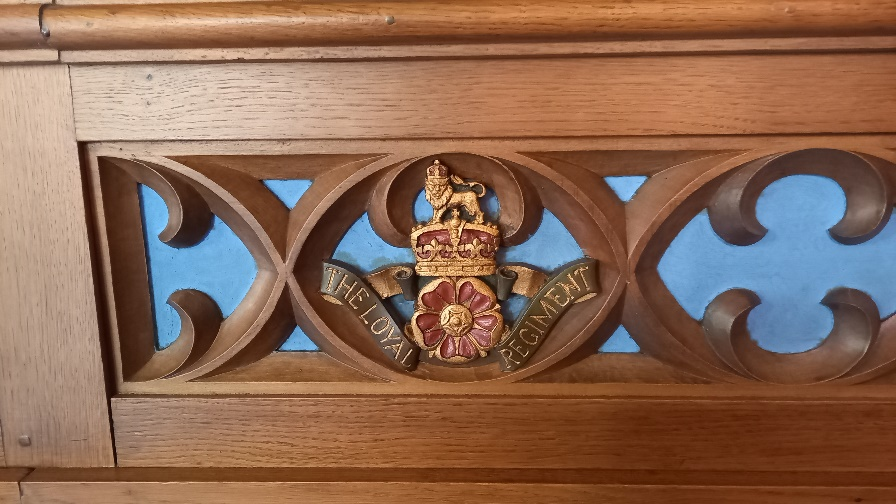 THE LOYAL
REGIMENT